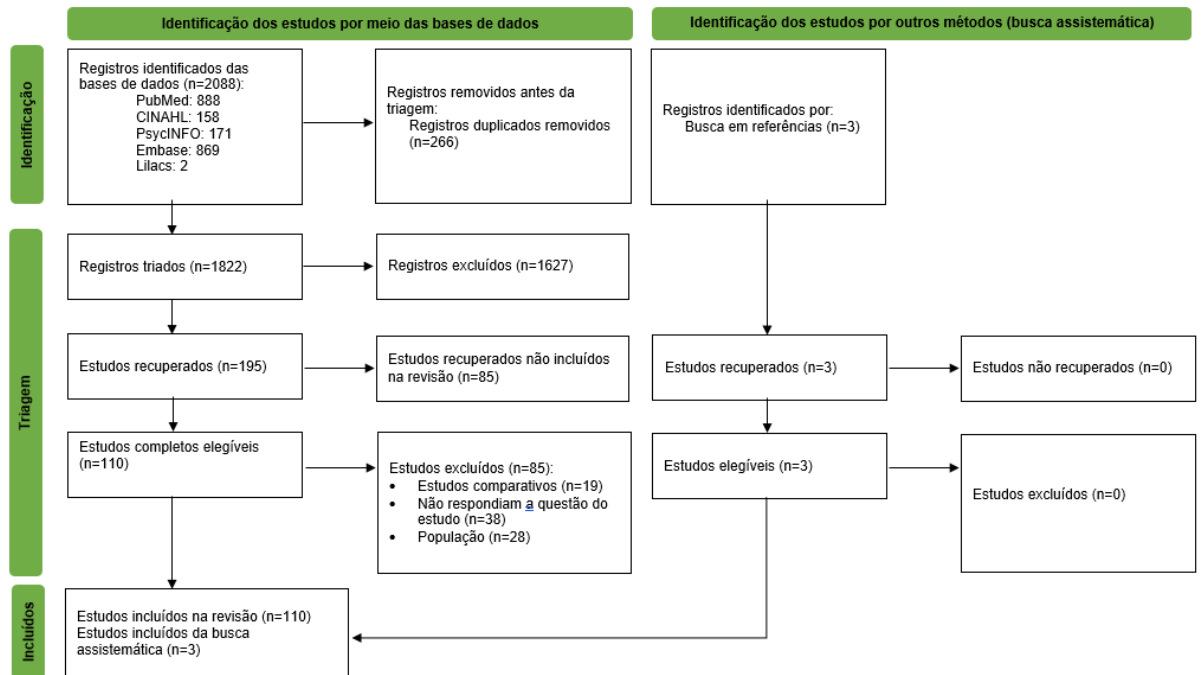 Identificação dos estudos por meio das bases de dados
Identificação dos estudos por outros métodos (busca assistemática)
Identificação
Registros identificados das
bases de dados (n=2088):
PubMed: 888
CINAHL: 158
PsycINFO: 171
Embase: 869
Lilacs: 2
Registros removidos antes da
triagem:
Registros duplicados removidos
(n=266)
Registros identificados por:
Busca em referências (n=3)
Triagem
Registros triados (n=1822)
Registros excluídos (n=1627)
Estudos recuperados (n=195)
Estudos recuperados não incluídos
na revisão (n=85)
Estudos recuperados (n=3)
Estudos não recuperados (n=0)
Estudos completos elegíveis
(n=110)
Estudos excluídos (n=85):
• Estudos comparativos (n=19)
• Não respondiam a questão do
estudo (n=38)
• População (n=28)
Estudos elegíveis (n=3)
Estudos excluídos (n=0)
Incluídos
Estudos incluídos na revisão (n=110)
Estudos incluídos da busca
assistemática (n=3)